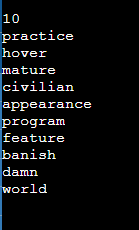 10
practice
hover
mature
civilian
appearance
program
feature
banish
damn
world